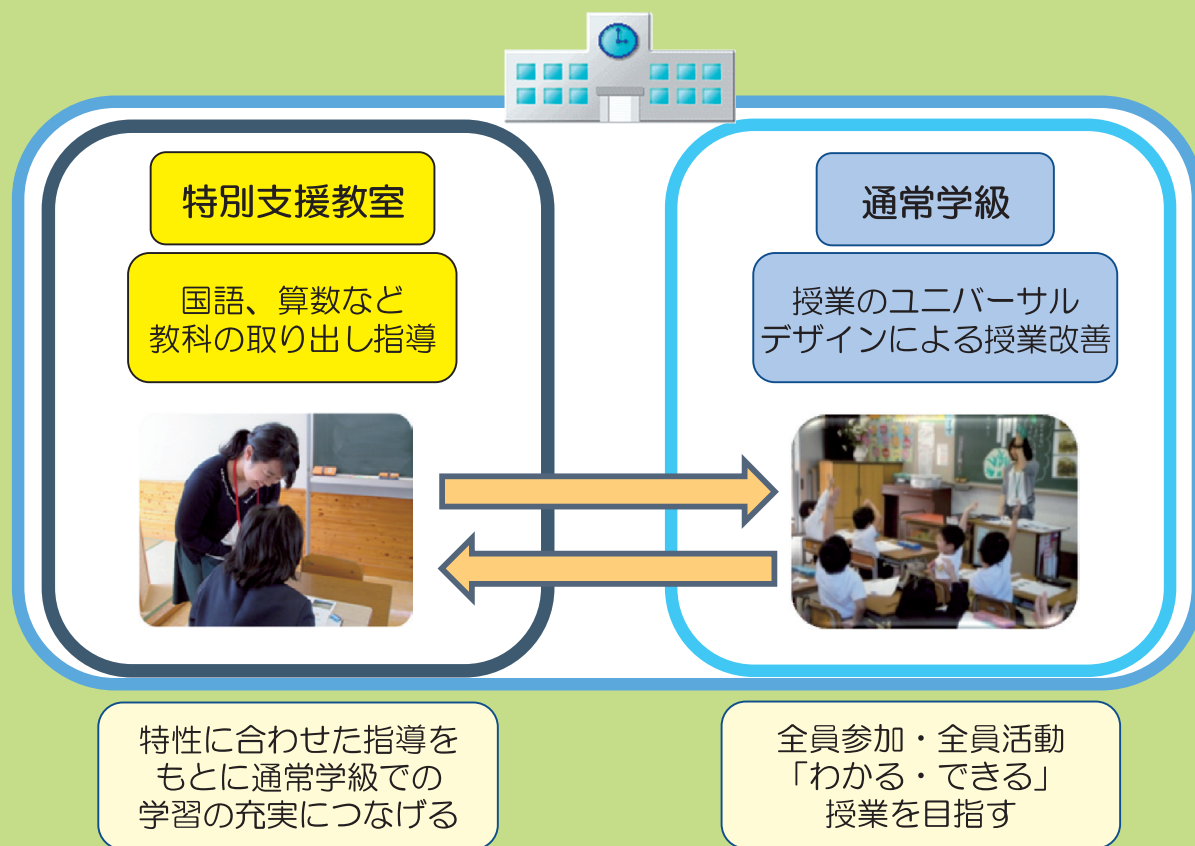 特別支援教室
国語、算数など
教科の取り出し指導
特性に合わせた指導を
もとに通常学級での
学習の充実につなげる
通常学級
授業のユニバーサル
デザインによる授業改善
全員参加・全員活動
「わかる・できる」
授業を目指す